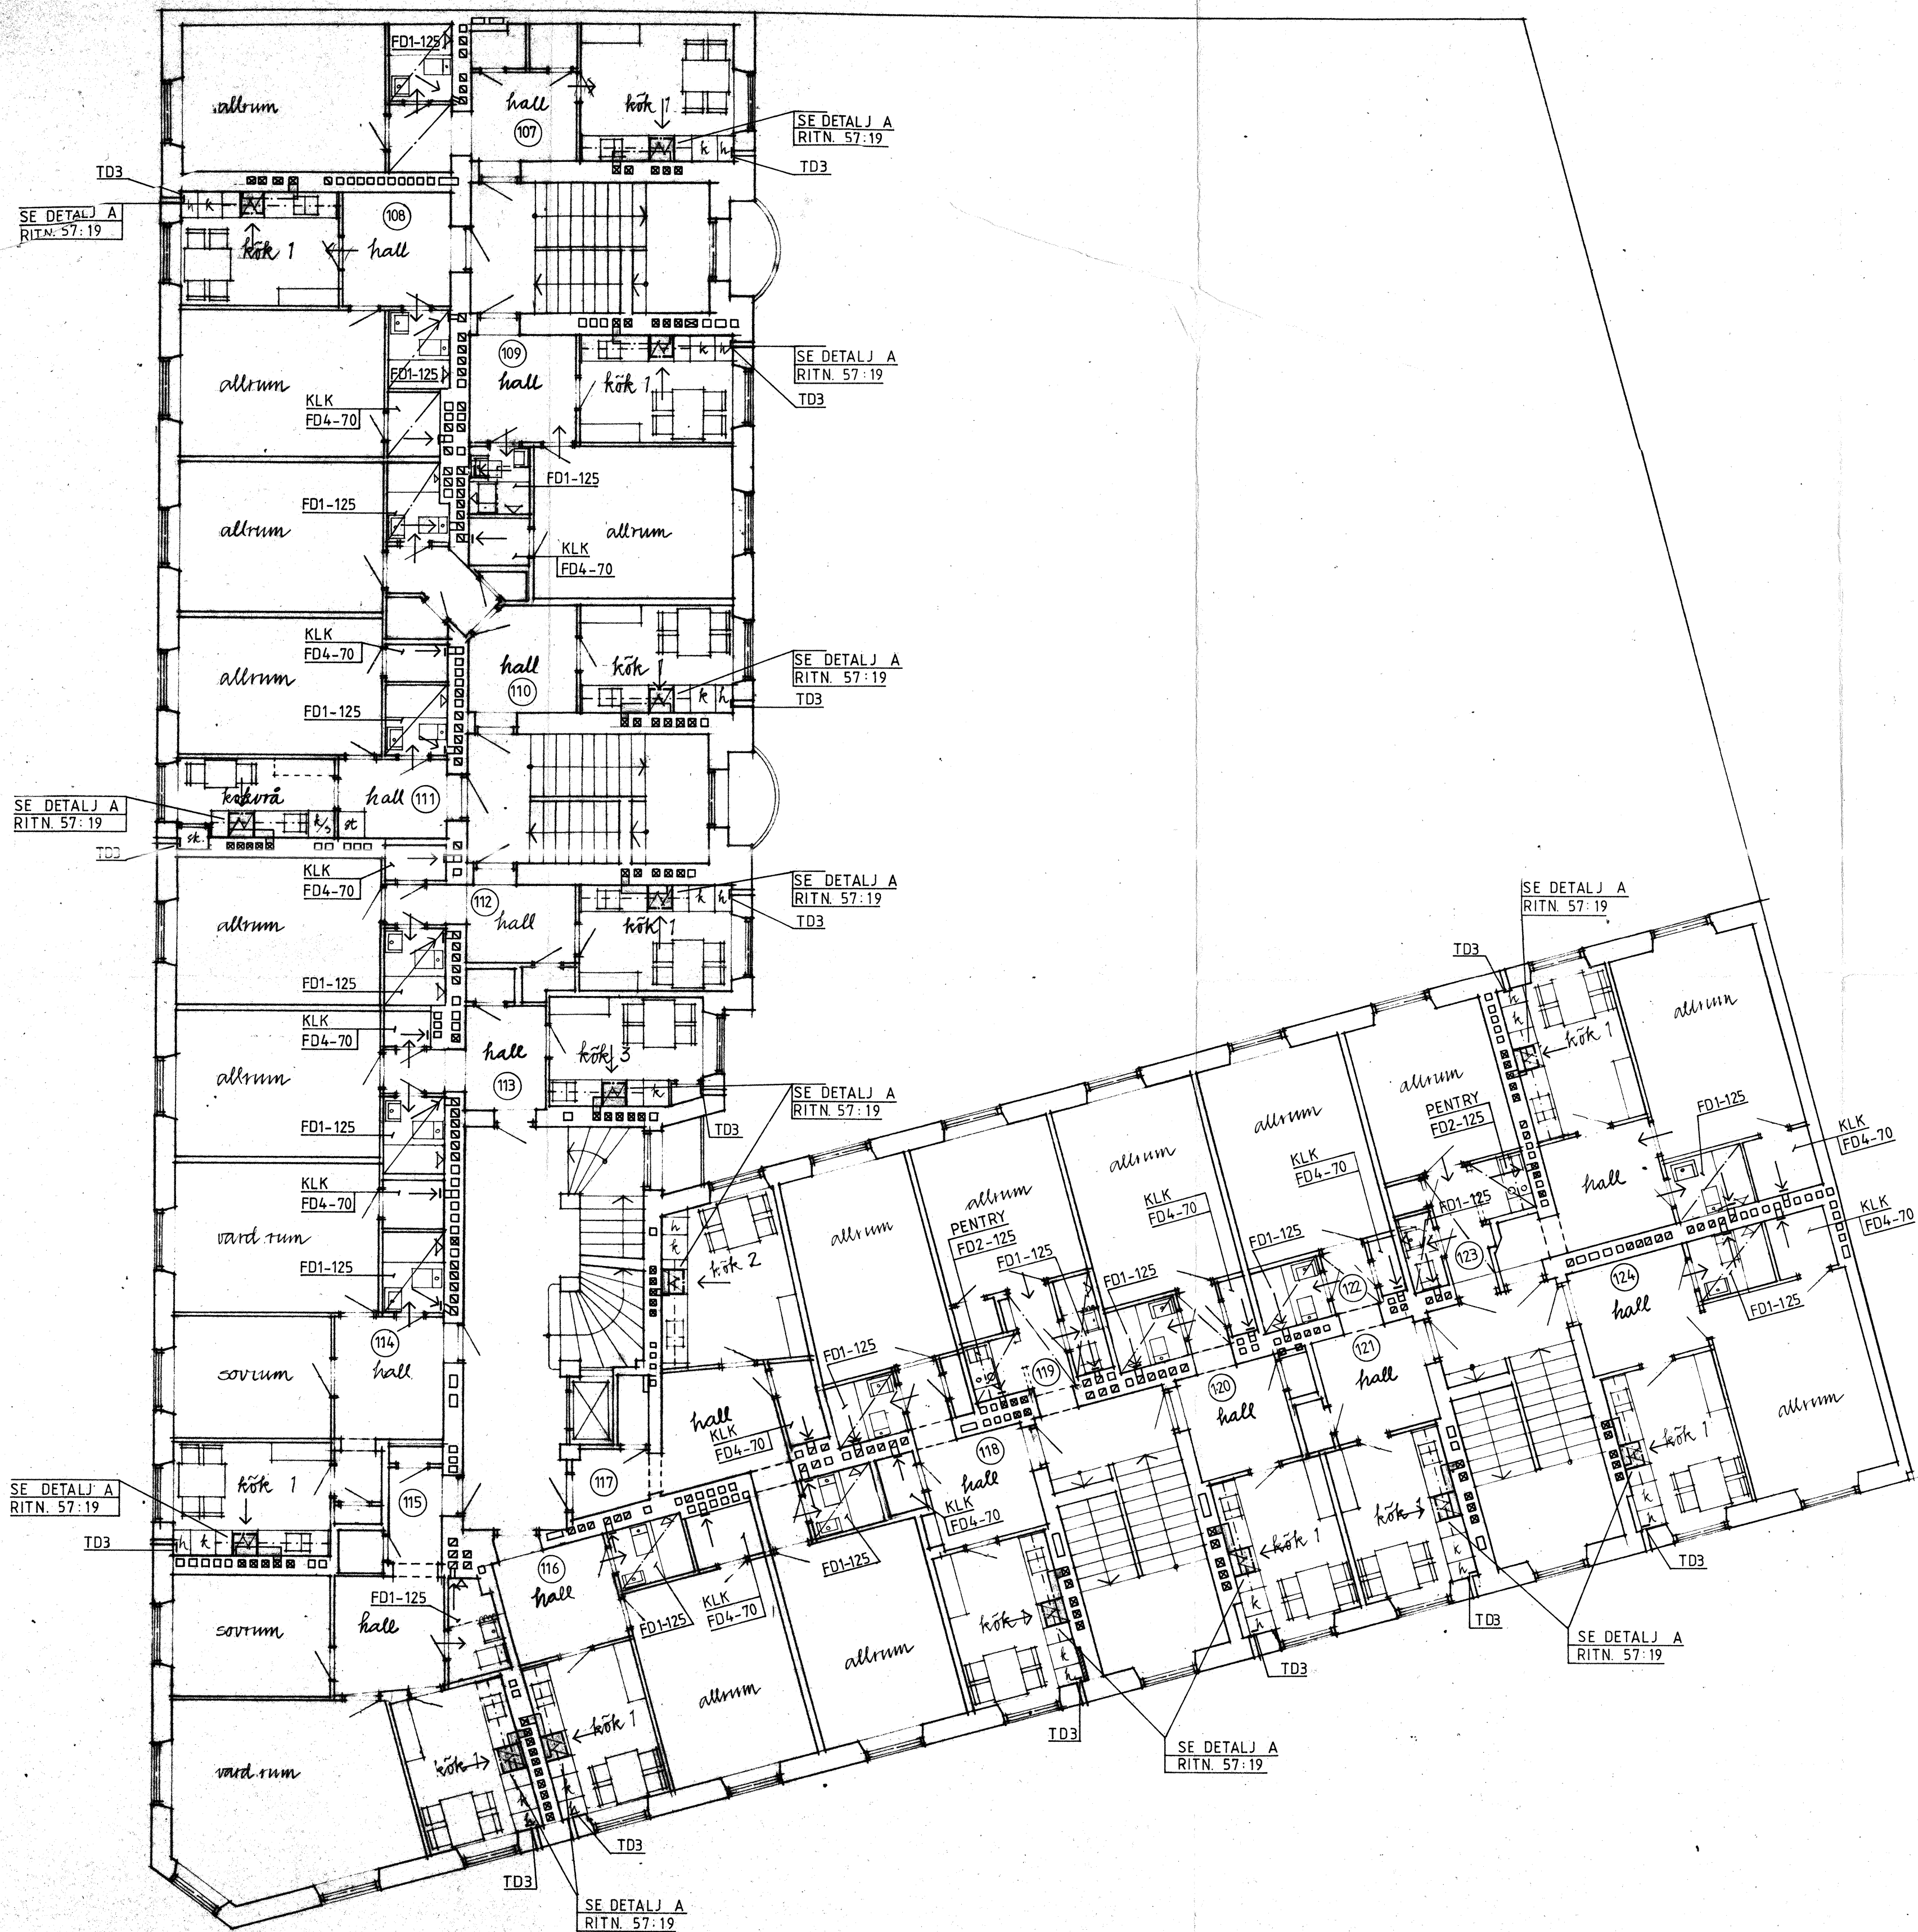 FD1-125
allrum
hall
107
kök 1
SE DETALJ A
RITN. 57:19
k h
TD3
TD3
SE DETALJ A
RITN. 57:19
h k
108
kök 1
hall
109
hall
k h
kök 1
SE DETALJ A
RITN. 57:19
TD3
allrum
FD1-125
KLK
FD4-70
FD1-125
allrum
FD1-125
allrum
KLK
FD4-70
KLK
FD4-70
allrum
hall
110
kök 1
k h
SE DETALJ A
RITN. 57:19
TD3
FD1-125
kokvrå
hall
111
SE DETALJ A
RITN. 57:19
k/s
st
sk.
TD3
KLK
FD4-70
112
hall
k h
kök 1
SE DETALJ A
RITN. 57:19
TD3
allrum
FD1-125
KLK
FD4-70
hall
113
kök 3
k
SE DETALJ A
RITN. 57:19
TD3
allrum
FD1-125
KLK
FD4-70
vard.rum
FD1-125
114
hall
sovrum
SE DETALJ A
RITN. 57:19
kök 1
115
TD3
h k
FD1-125
sovrum
hall
vard.rum
kök 1
k
h
TD3
116
hall
FD1-125
KLK
FD4-70
kök 1
k
h
TD3
SE DETALJ A
RITN. 57:19
allrum
117
hall
KLK
FD4-70
h
k
kök 2
allrum
FD1-125
FD1-125
KLK
FD4-70
allrum
118
hall
kök 1
k
h
TD3
SE DETALJ A
RITN. 57:19
allrum
PENTRY
FD2-125
FD1-125
119
allrum
KLK
FD4-70
FD1-125
120
hall
kök 1
k
h
TD3
allrum
KLK
FD4-70
FD1-125
122
121
hall
kök 1
k
h
TD3
SE DETALJ A
RITN. 57:19
allrum
PENTRY
FD2-125
FD1-125
123
SE DETALJ A
RITN. 57:19
TD3
h
k
kök 1
allrum
FD1-125
KLK
FD4-70
hall
KLK
FD4-70
124
hall
FD1-125
allrum
kök 1
k
h
TD3